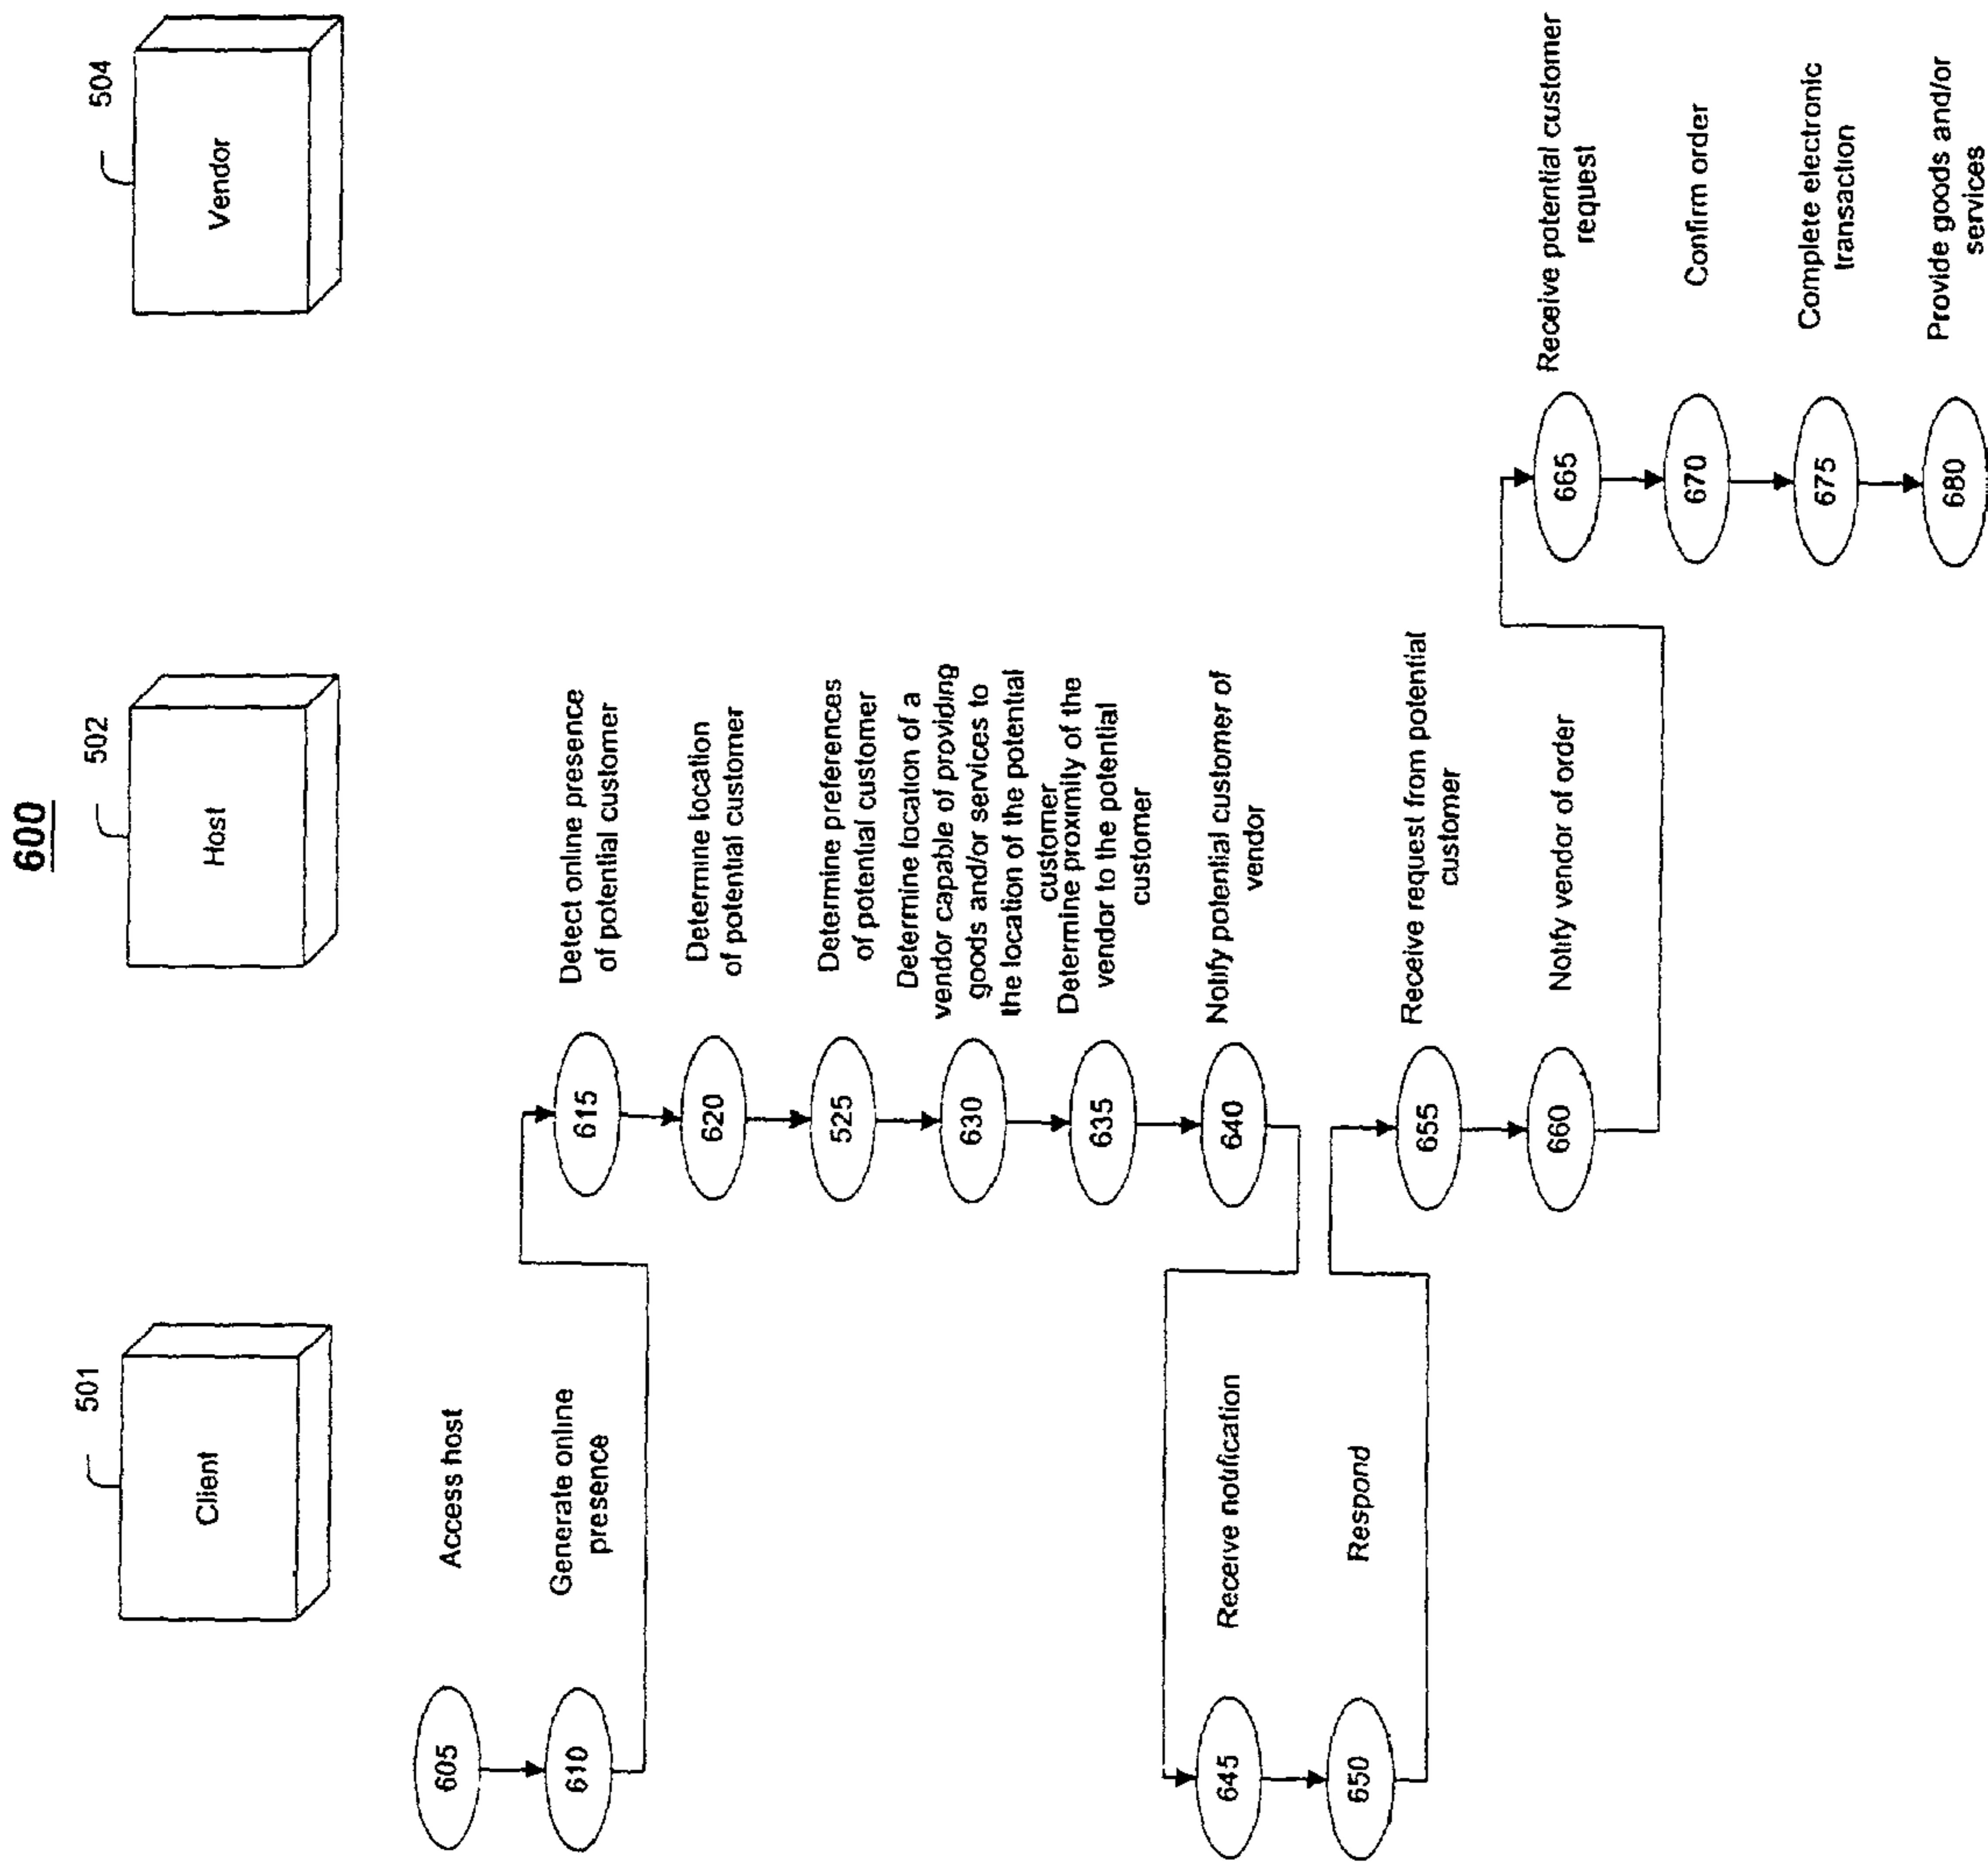 600
501
Client
502
Host
504
Vendor
605
Access host
610
Generate online
presence
615
Detect online presence
of potential customer
620
Determine location
of potential customer
525
Determine preferences
of potential customer
630
Determine location of a
vendor capable of providing
goods and/or services to
the location of the potential
customer
635
Determine proximity of the
vendor to the potential
customer
640
Notify potential customer of
vendor
645
Receive notification
650
Respond
655
Receive request from potential
customer
660
Notify vendor of order
665
Receive potential customer
request
670
Confirm order
675
Complete electronic
transaction
680
Provide goods and/or
services